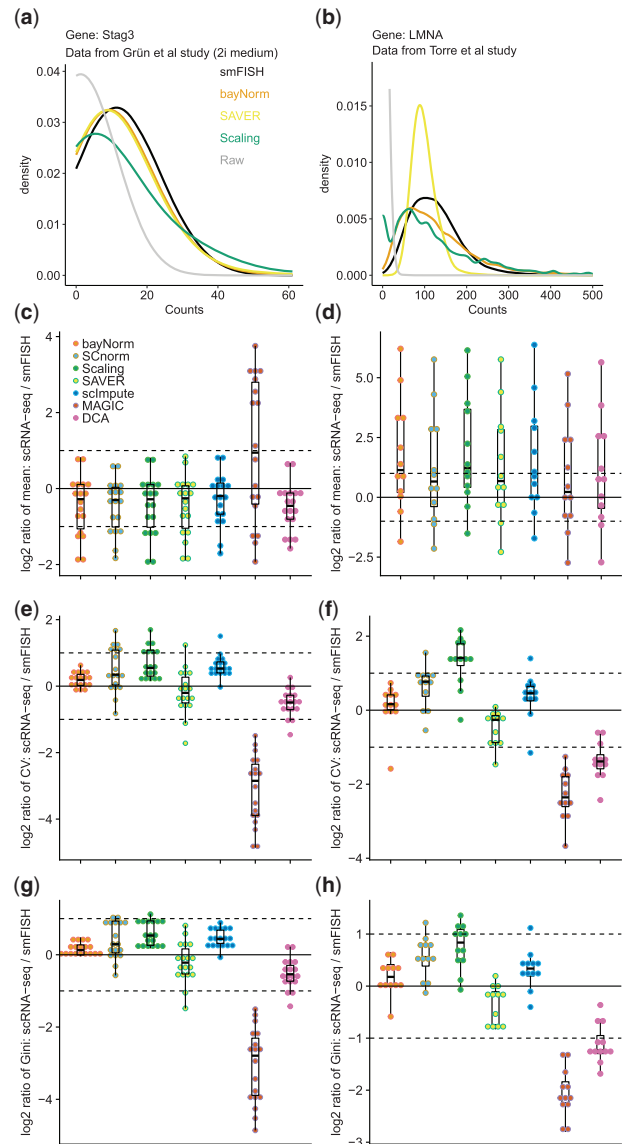 (a)
Gene: Stag3
Data from Grün et al study (2i medium)
smFISH
bayNorm
SAVER
Scaling
Raw
density
0.04
0.03
0.02
0.01
0.00
0
20
40
60
Counts
(b)
Gene: LMNA
Data from Torre et al study
density
0.015
0.010
0.005
0.000
0
100
200
300
400
500
Counts
(c)
bayNorm
SCnorm
Scaling
SAVER
scImpute
MAGIC
DCA
log2 ratio of mean: scRNA−seq / smFISH
4
2
0
−2
(d)
log2 ratio of mean: scRNA−seq / smFISH
5.0
2.5
0.0
−2.5
(e)
log2 ratio of CV: scRNA−seq / smFISH
2
0
−2
−4
(f)
log2 ratio of CV: scRNA−seq / smFISH
2
0
−2
−4
(g)
log2 ratio of Gini: scRNA−seq / smFISH
1
0
−1
−2
−4
(h)
log2 ratio of Gini: scRNA−seq / smFISH
1
0
−1
−2
−3